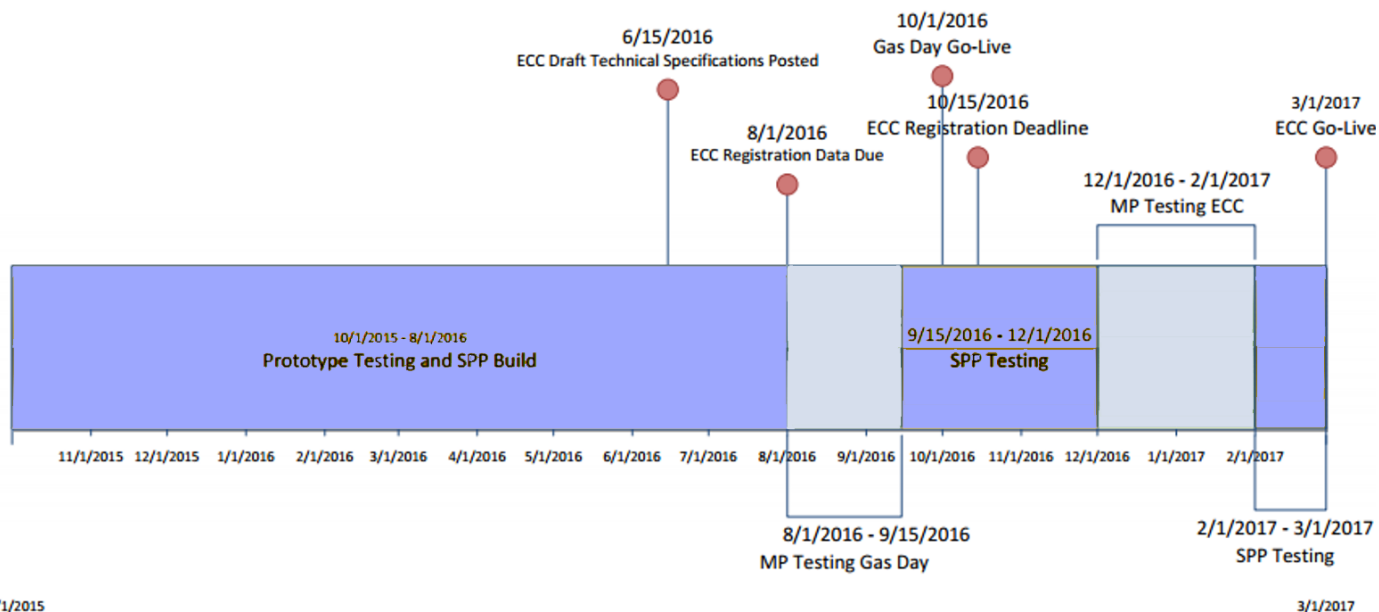 6/15/2016
ECC Draft Technical Specifications Posted
10/1/2016
Gas Day Go-Live
8/1/2016
ECC Registration Data Due
10/15/2016
ECC Registration Deadline
3/1/2017
ECC Go-Live
12/1/2016 - 2/1/2017
MP Testing ECC
10/1/2015 - 8/1/2016
Prototype Testing and SPP Build
9/15/2016 - 12/1/2016
SPP Testing
11/1/2015 12/1/2015 1/1/2016 2/1/2016 3/1/2016 4/1/2016 5/1/2016 6/1/2016 7/1/2016 8/1/2016 9/1/2016 10/1/2016 11/1/2016 12/1/2016 1/1/2017 2/1/2017
8/1/2016 - 9/15/2016
MP Testing Gas Day
2/1/2017 - 3/1/2017
SPP Testing
/1/2015 3/1/2017